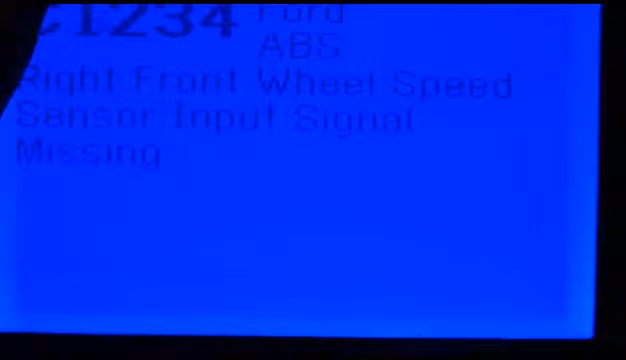 C1234 Ford
ABS
Right Front Wheel Speed
Sensor Input Signal
Missing